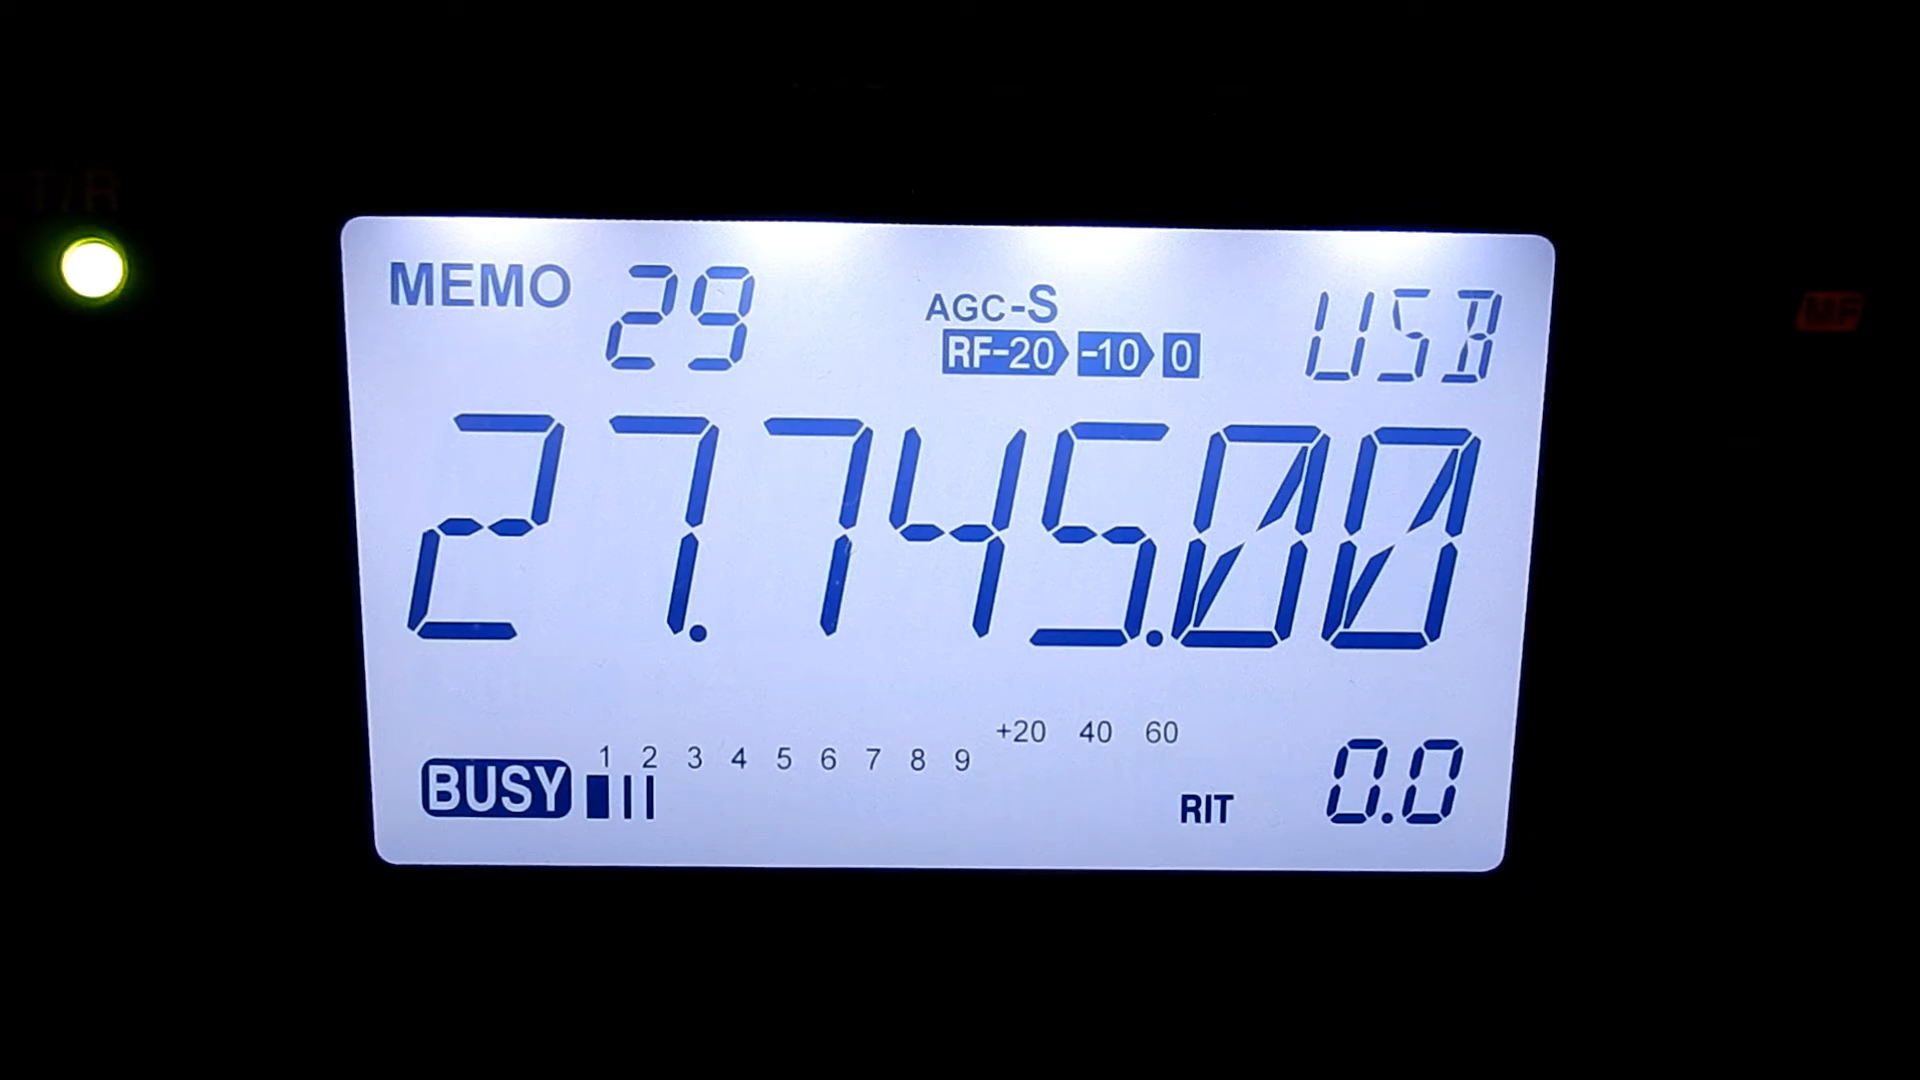 T/R
MEMO 29 AGC-S USB
RF-20 -10 0
MF
27.745.00
+20 40 60
1 2 3 4 5 6 7 8 9
BUSY RIT 0.0